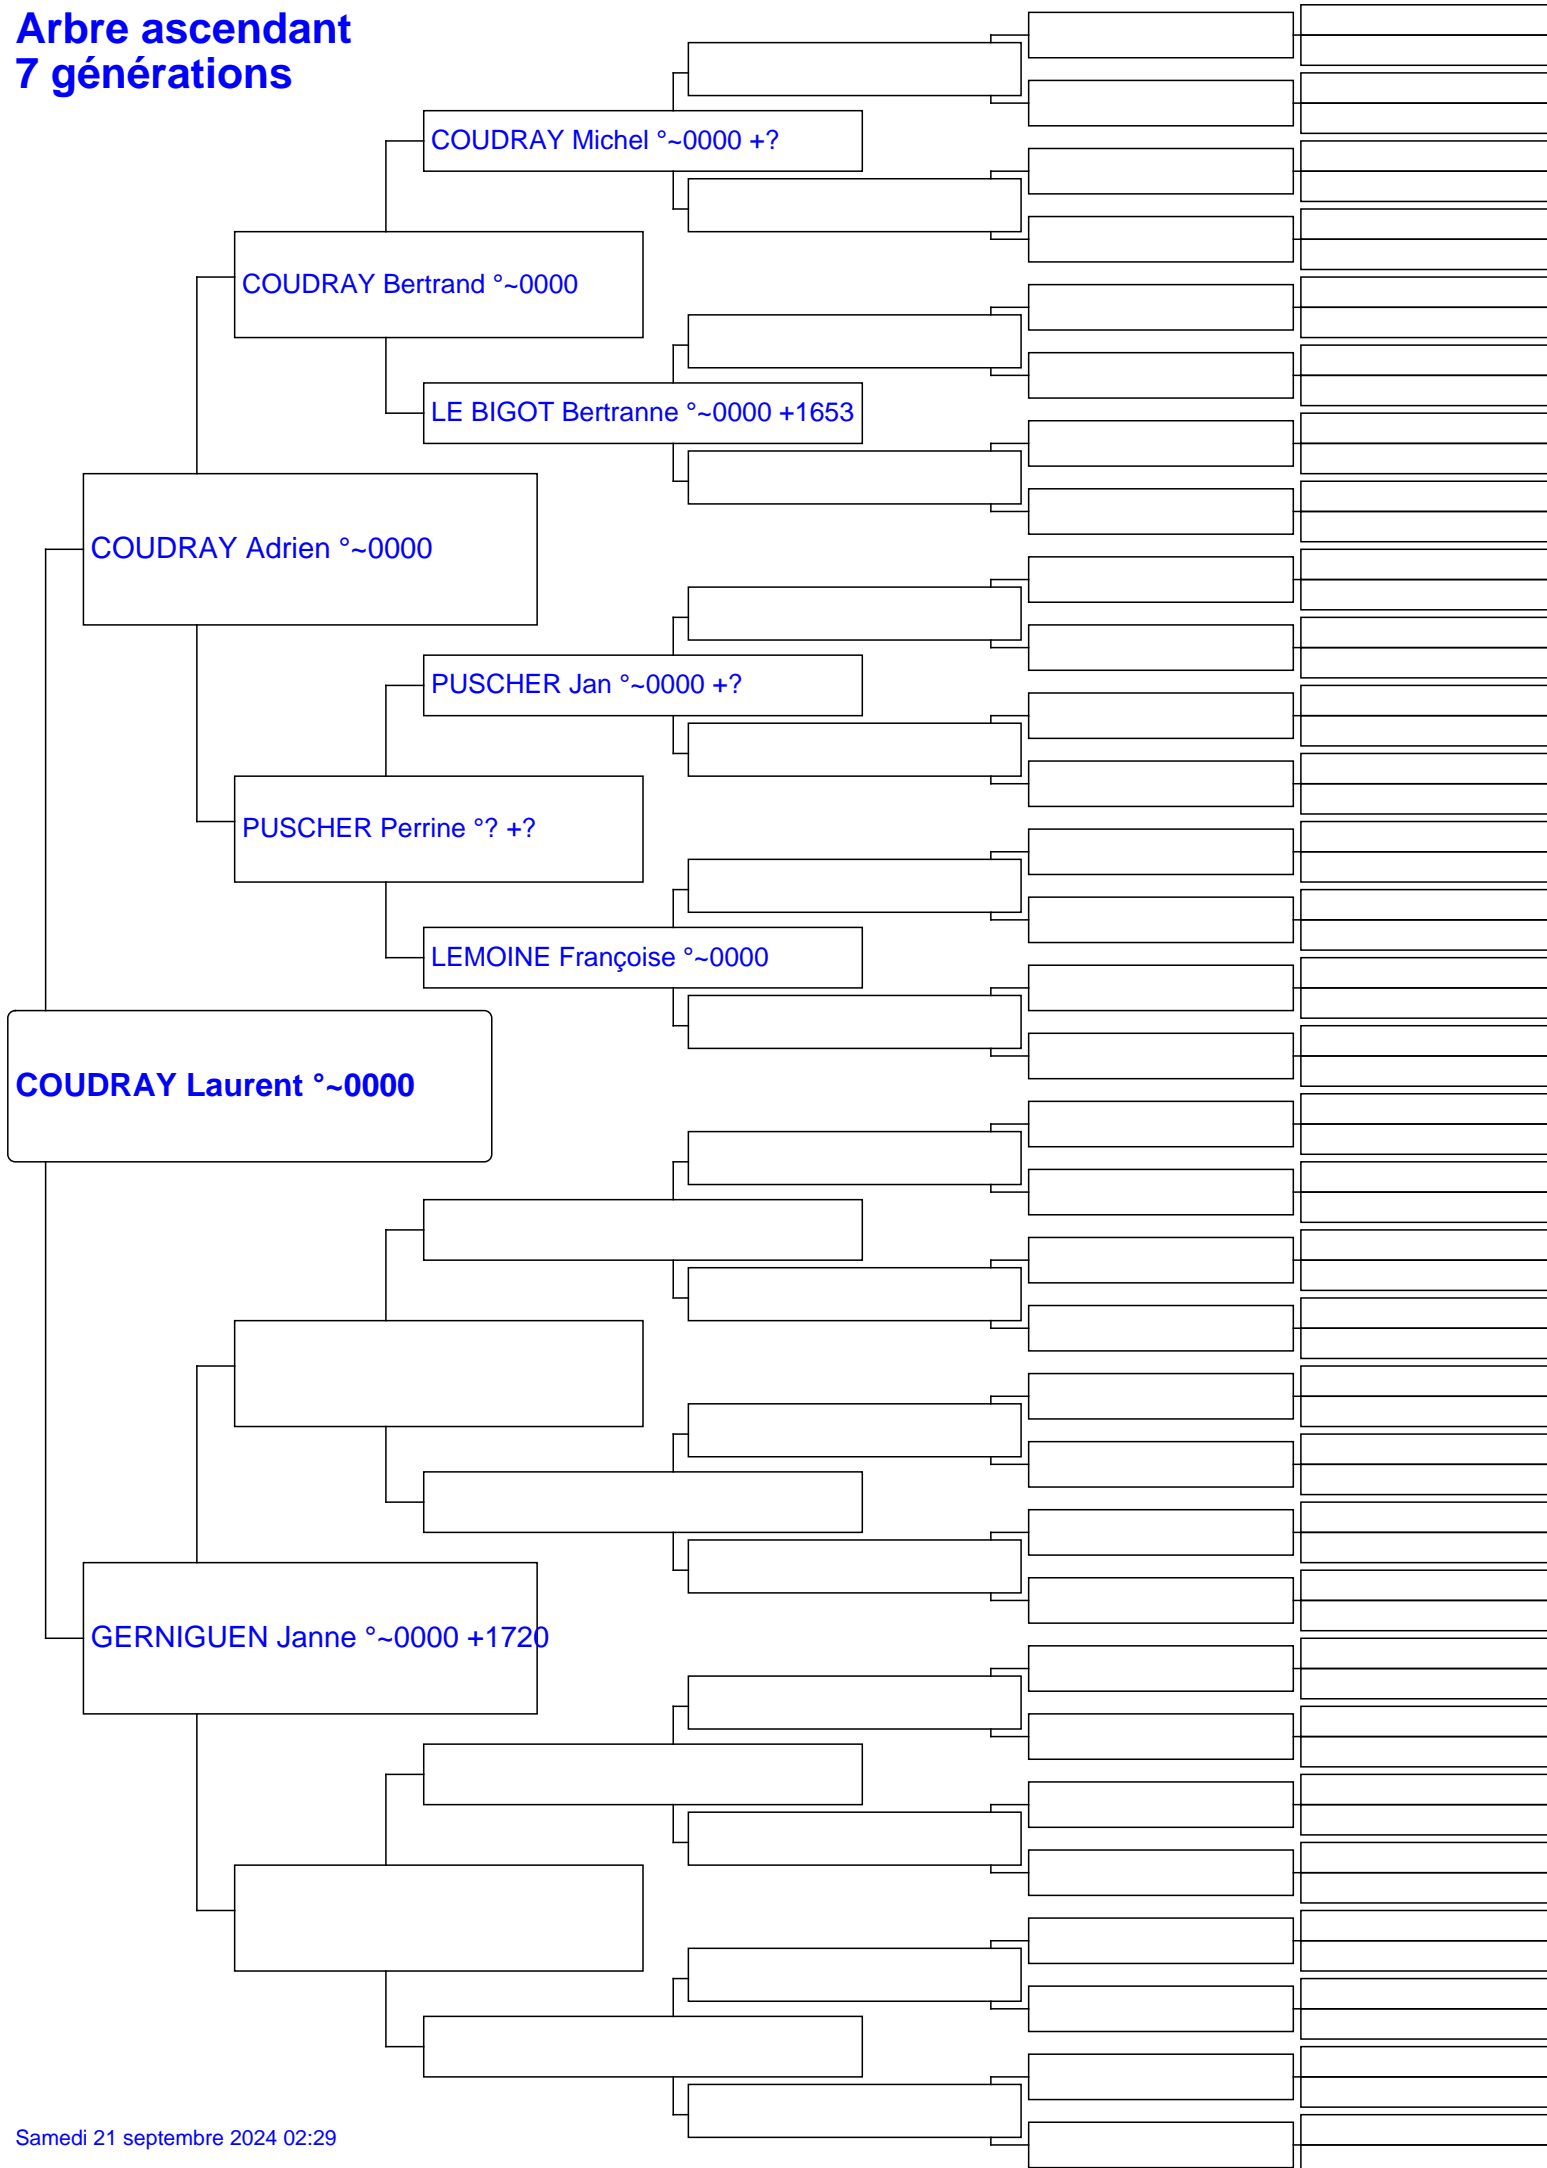 Arbre ascendant
7 générations
COUDRAY Michel °~0000 +?
COUDRAY Bertrand °~0000
LE BIGOT Bertranne °~0000 +1653
COUDRAY Adrien °~0000
PUSCHER Jan °~0000 +?
PUSCHER Perrine °? +?
LEMOINE Françoise °~0000
COUDRAY Laurent °~0000
GERNIGUEN Janne °~0000 +1720
Samedi 21 septembre 2024 02:29